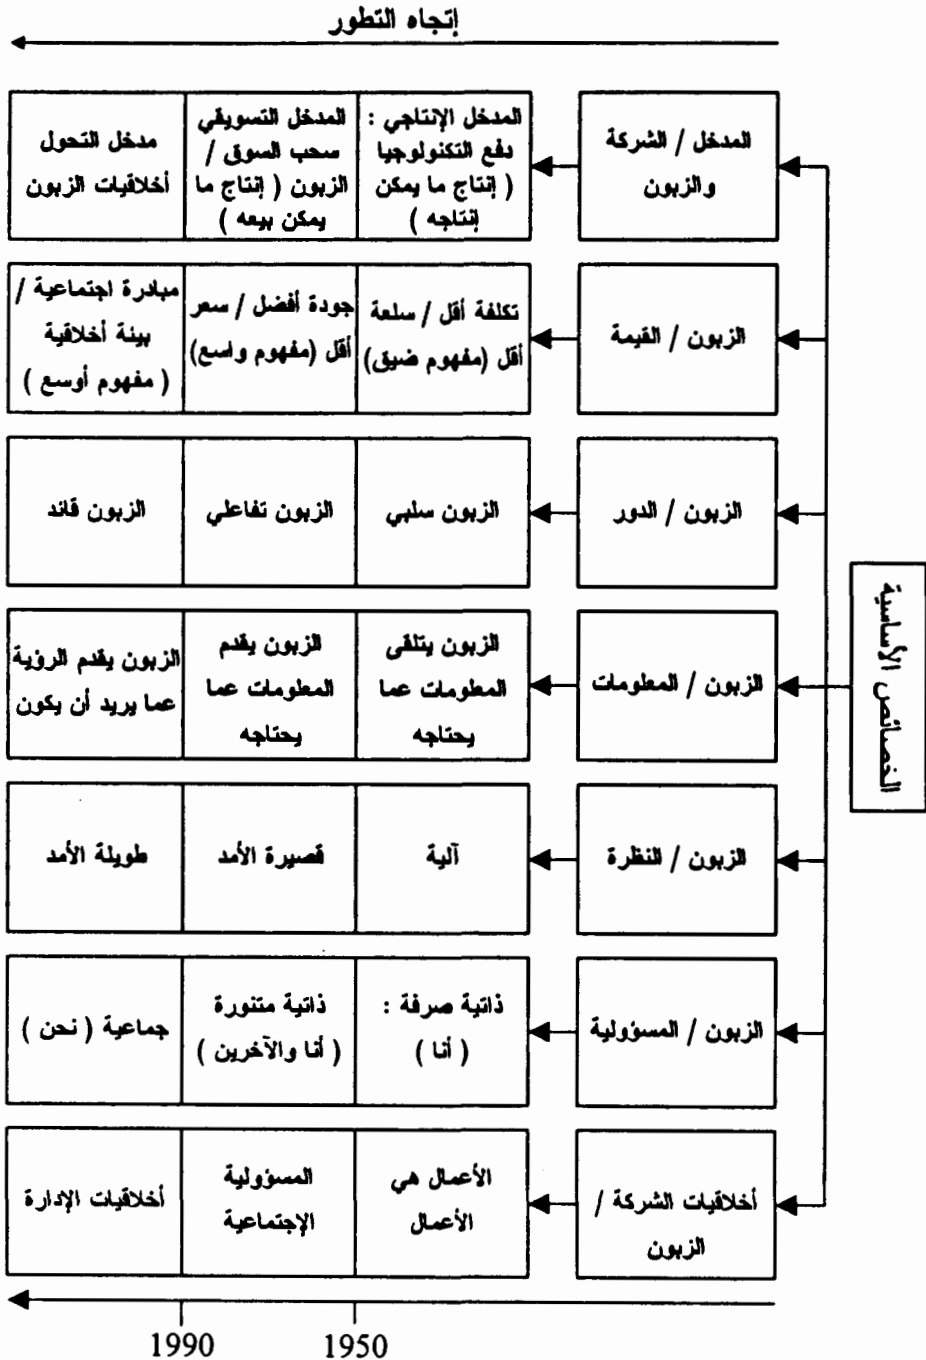 إتجاه التطور
الخصائص الأساسية
المدخل / الشركة
والزبون
المدخل الإنتاجي :
دفع التكنولوجيا
( إنتاج ما يمكن
إنتاجه )
المدخل التسويقي
سحب السوق /
الزبون ( إنتاج ما
يمكن بيعه )
مدخل التحول
أخلاقيات الزبون
الزبون / القيمة
تكلفة أقل / سلعة
أقل (مفهوم ضيق)
جودة أفضل / سعر
أقل (مفهوم واسع)
مبادرة اجتماعية /
بيئة أخلاقية
( مفهوم أوسع )
الزبون / الدور
الزبون سلبي
الزبون تفاعلي
الزبون قائد
الزبون / المعلومات
الزبون يتلقى
المعلومات عما
يحتاجه
الزبون يقدم
المعلومات عما
يحتاجه
الزبون يقدم الرؤية
عما يريد أن يكون
الزبون / النظرة
آلية
قصيرة الأمد
طويلة الأمد
الزبون / المسؤولية
ذاتية صرفة :
( أنا )
ذاتية متنورة
( أنا والآخرين )
جماعية ( نحن )
أخلاقيات الشركة /
الزبون
الأعمال هي
الأعمال
المسؤولية
الإجتماعية
أخلاقيات الإدارة
1950
1990